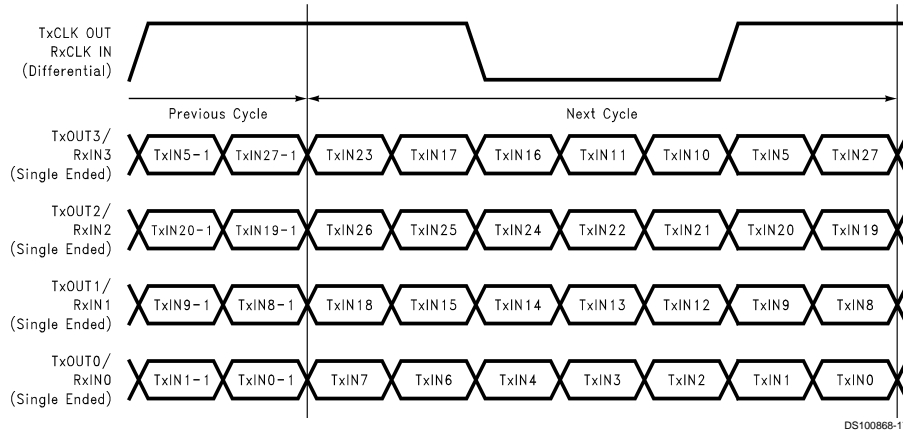 TxCLK OUT
RxCLK IN
(Differential)
Previous Cycle
Next Cycle
TxOUT3/
RxIN3
(Single Ended)
TxIN5-1 TxIN27-1 TxIN23 TxIN17 TxIN16 TxIN11 TxIN10 TxIN5 TxIN27
TxOUT2/
RxIN2
(Single Ended)
TxIN20-1 TxIN19-1 TxIN26 TxIN25 TxIN24 TxIN22 TxIN21 TxIN20 TxIN19
TxOUT1/
RxIN1
(Single Ended)
TxIN9-1 TxIN8-1 TxIN18 TxIN15 TxIN14 TxIN13 TxIN12 TxIN9 TxIN8
TxOUT0/
RxIN0
(Single Ended)
TxIN1-1 TxIN0-1 TxIN7 TxIN6 TxIN4 TxIN3 TxIN2 TxIN1 TxIN0